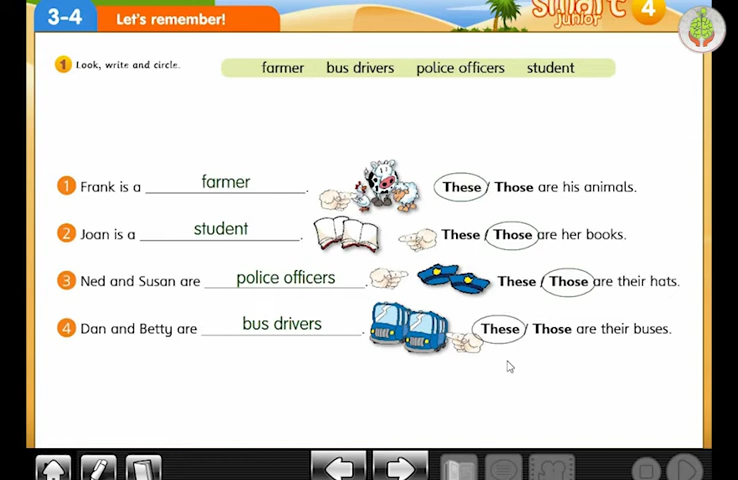 3-4 Let's remember! smart junior 4
1 Look, write and circle.
farmer bus drivers police officers student
1 Frank is a farmer. These / Those are his animals.
2 Joan is a student. These / Those are her books.
3 Ned and Susan are police officers. These / Those are their hats.
4 Dan and Betty are bus drivers. These / Those are their buses.